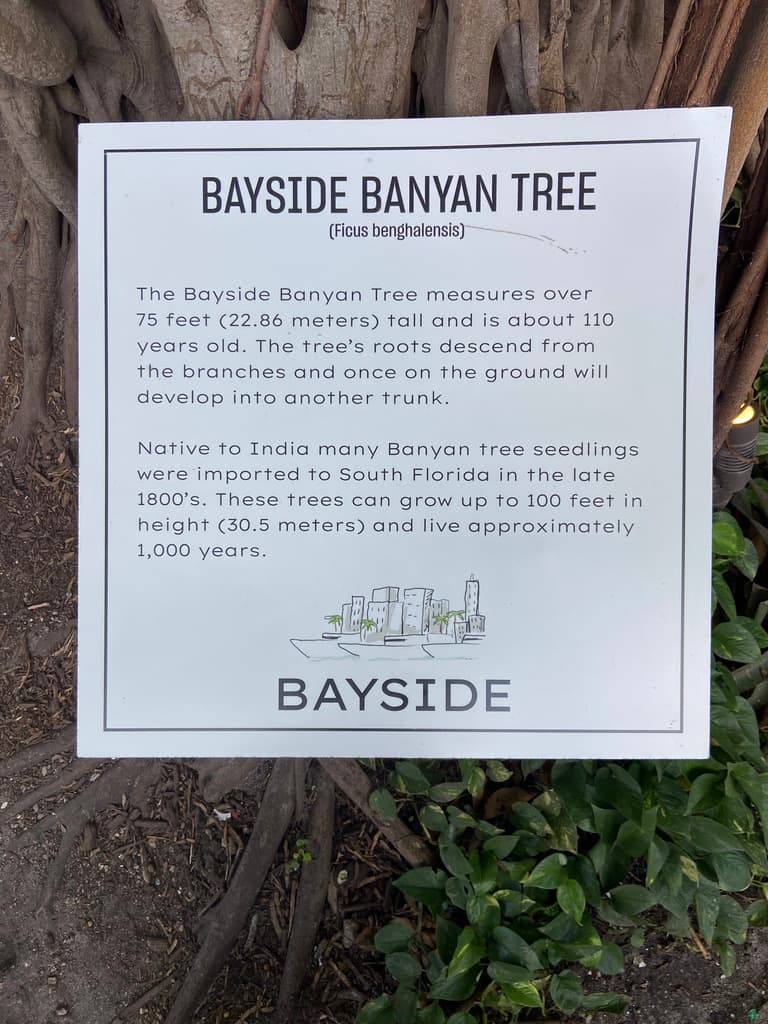 BAYSIDE BANYAN TREE
(Ficus benghalensis)
The Bayside Banyan Tree measures over
75 feet (22.86 meters) tall and is about 110
years old. The tree's roots descend from
the branches and once on the ground will
develop into another trunk.
Native to India many Banyan tree seedlings
were imported to South Florida in the late
1800's. These trees can grow up to 100 feet in
height (30.5 meters) and live approximately
1,000 years.
BAYSIDE